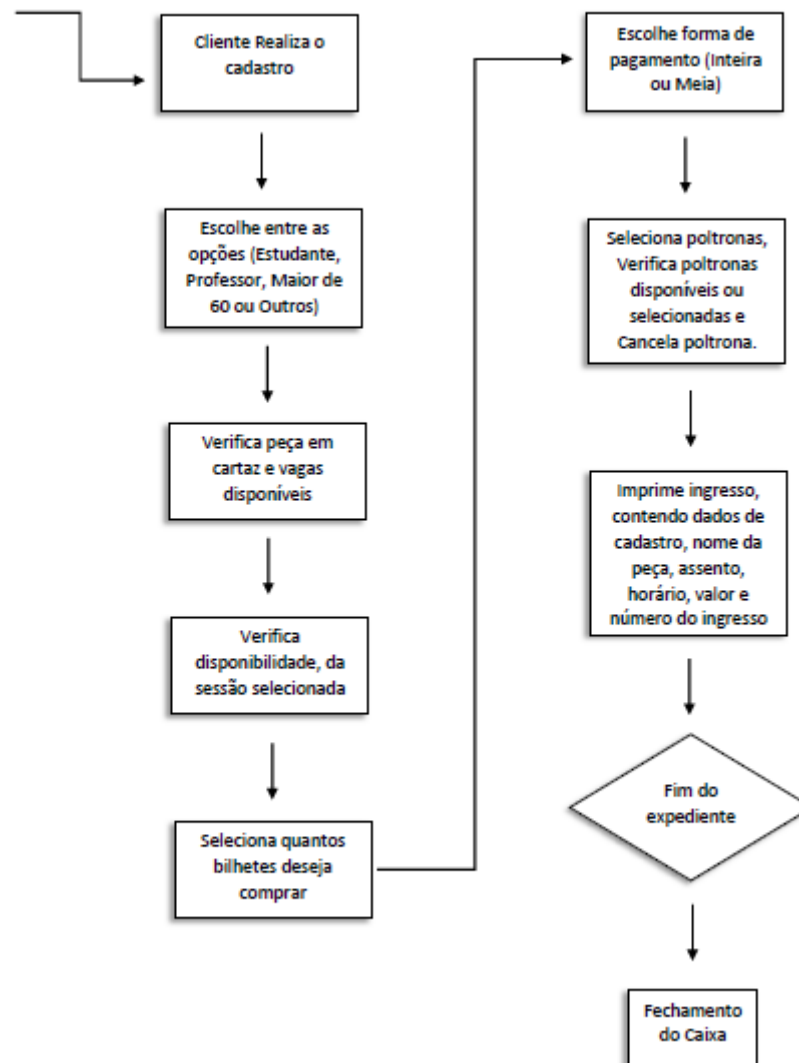 Cliente Realiza o
cadastro
Escolhe entre as
opções (Estudante,
Professor, Maior de
60 ou Outros)
Verifica peça em
cartaz e vagas
disponíveis
Verifica
disponibilidade, da
sessão selecionada
Seleciona quantos
bilhetes deseja
comprar
Escolhe forma de
pagamento (Inteira
ou Meia)
Seleciona poltronas,
Verifica poltronas
disponíveis ou
selecionadas e
Cancela poltrona.
Imprime ingresso,
contendo dados de
cadastro, nome da
peça, assento,
horário, valor e
número do ingresso
Fim do
expediente
Fechamento
do Caixa